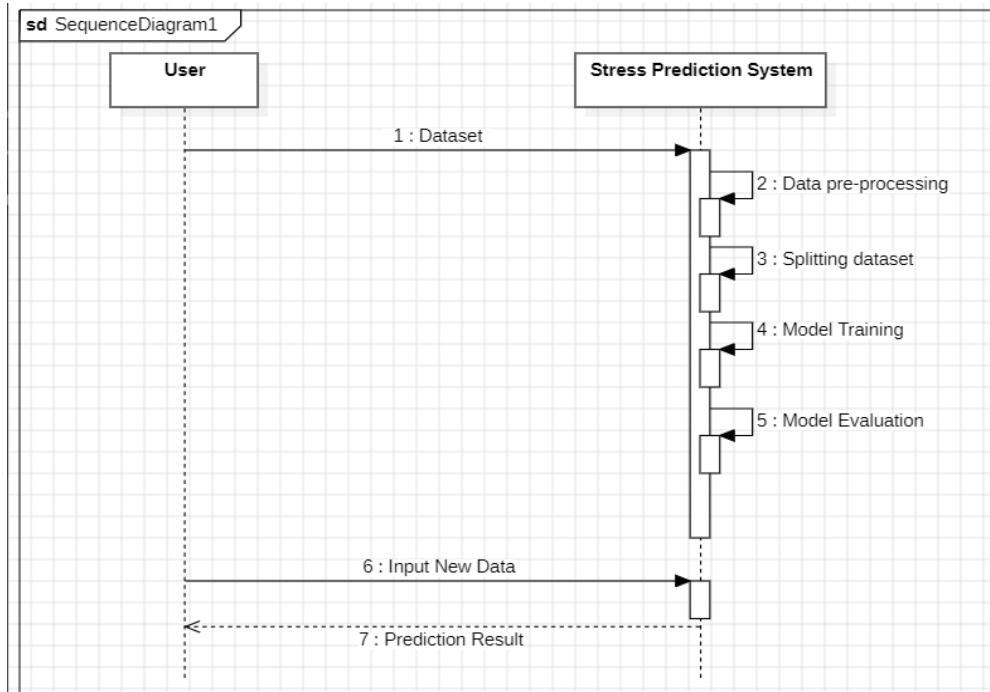 sd SequenceDiagram1
User
Stress Prediction System
1 : Dataset
2 : Data pre-processing
3 : Splitting dataset
4 : Model Training
5 : Model Evaluation
6 : Input New Data
7 : Prediction Result